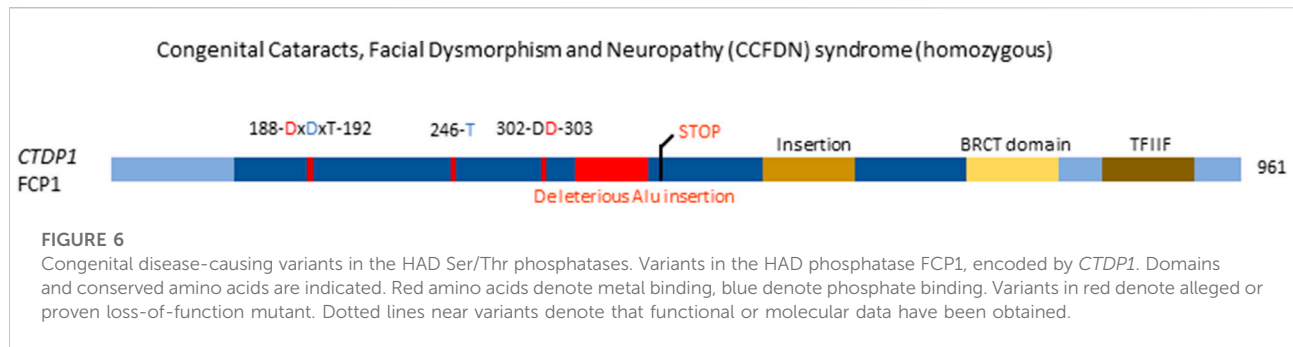 Congenital Cataracts, Facial Dysmorphism and Neuropathy (CCFDN) syndrome (homozygous)
188-DxDxT-192 246-T 302-DD-303 STOP
Insertion BRCT domain TFIIF
CTDP1
FCP1
961
Deleterious Alu insertion
FIGURE 6
Congenital disease-causing variants in the HAD Ser/Thr phosphatases. Variants in the HAD phosphatase FCP1, encoded by CTDP1. Domains
and conserved amino acids are indicated. Red amino acids denote metal binding, blue denote phosphate binding. Variants in red denote alleged or
proven loss-of-function mutant. Dotted lines near variants denote that functional or molecular data have been obtained.